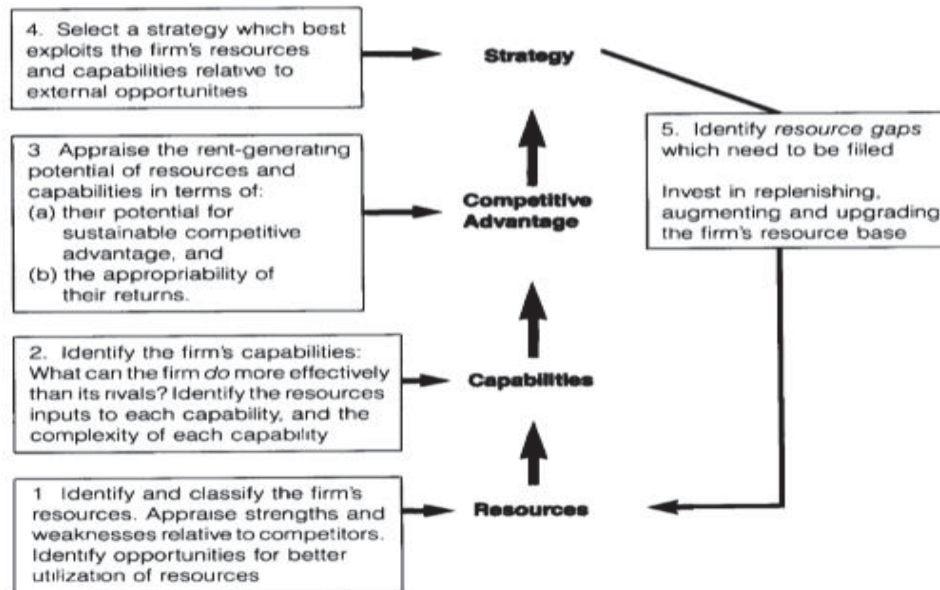 4. Select a strategy which best
exploits the firm's resources
and capabilities relative to
external opportunities
Strategy
5. Identify resource gaps
which need to be filled
Invest in replenishing,
augmenting and upgrading
the firm's resource base
3 Appraise the rent-generating
potential of resources and
capabilities in terms of:
(a) their potential for
sustainable competitive
advantage, and
(b) the appropriability of
their returns.
Competitive
Advantage
2. Identify the firm's capabilities:
What can the firm do more effectively
than its rivals? Identify the resources
inputs to each capability, and the
complexity of each capability
Capabilities
1 Identify and classify the firm's
resources. Appraise strengths and
weaknesses relative to competitors.
Identify opportunities for better
utilization of resources
Resources